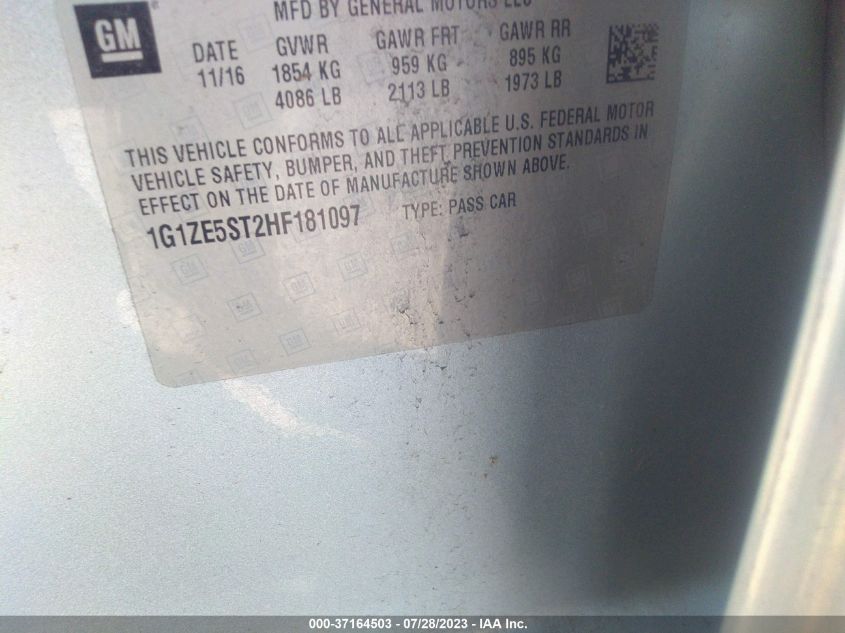 MFD BY GENERAL MOTORS LLC
GM
DATE GVWR GAWR FRT GAWR RR
11/16 1854 KG 959 KG 895 KG
4086 LB 2113 LB 1973 LB
THIS VEHICLE CONFORMS TO ALL APPLICABLE U.S. FEDERAL MOTOR
VEHICLE SAFETY, BUMPER, AND THEFT PREVENTION STANDARDS IN
EFFECT ON THE DATE OF MANUFACTURE SHOWN ABOVE.
1G1ZE5ST2HF181097 TYPE: PASS CAR
000-37164503 / 07/28/2023 - IAA Inc.